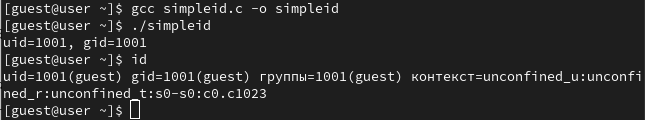 [guest@user ~]$ gcc simpleid.c -o simpleid
[guest@user ~]$ ./simpleid
uid=1001, gid=1001
[guest@user ~]$ id
uid=1001(guest) gid=1001(guest) группы=1001(guest) контекст=unconfined_u:unconfi
ned_r:unconfined_t:s0-s0:c0.c1023
[guest@user ~]$